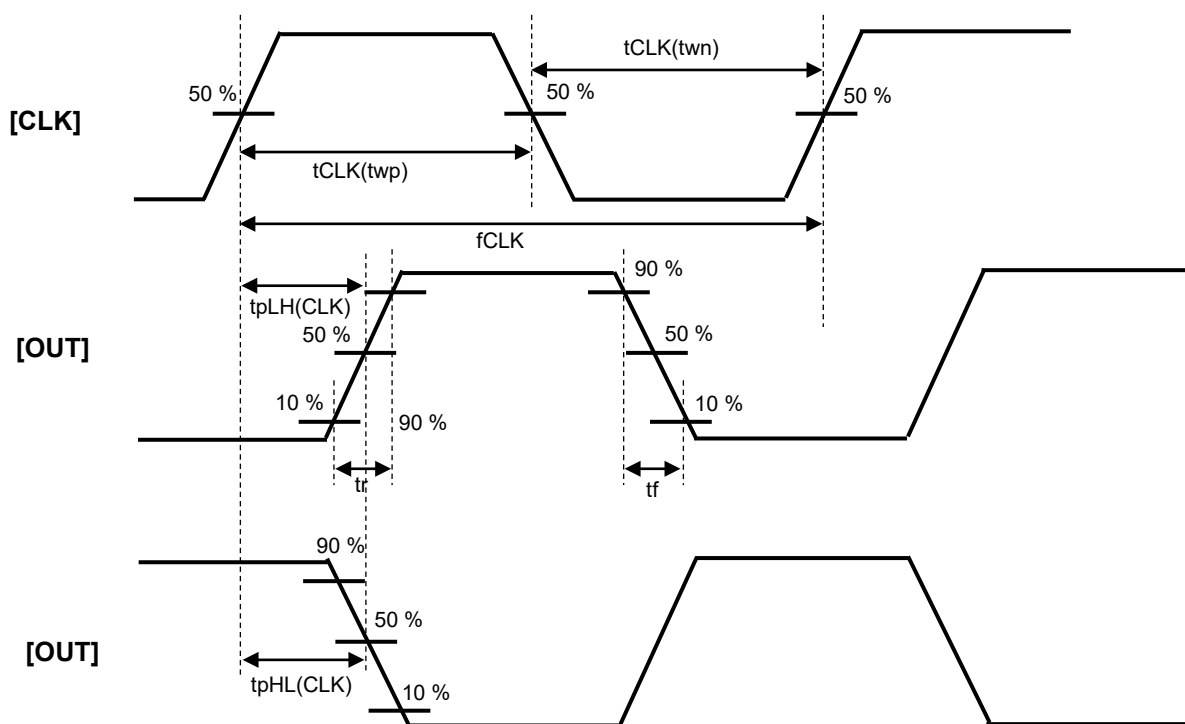 tCLK(twn)
50 %
50 %
50 %
[CLK]
tCLK(twp)
fCLK
90 %
tpLH(CLK)
50 %
50 %
[OUT]
10 %
90 %
10 %
tr
tf
90 %
50 %
[OUT]
tpHL(CLK)
10 %